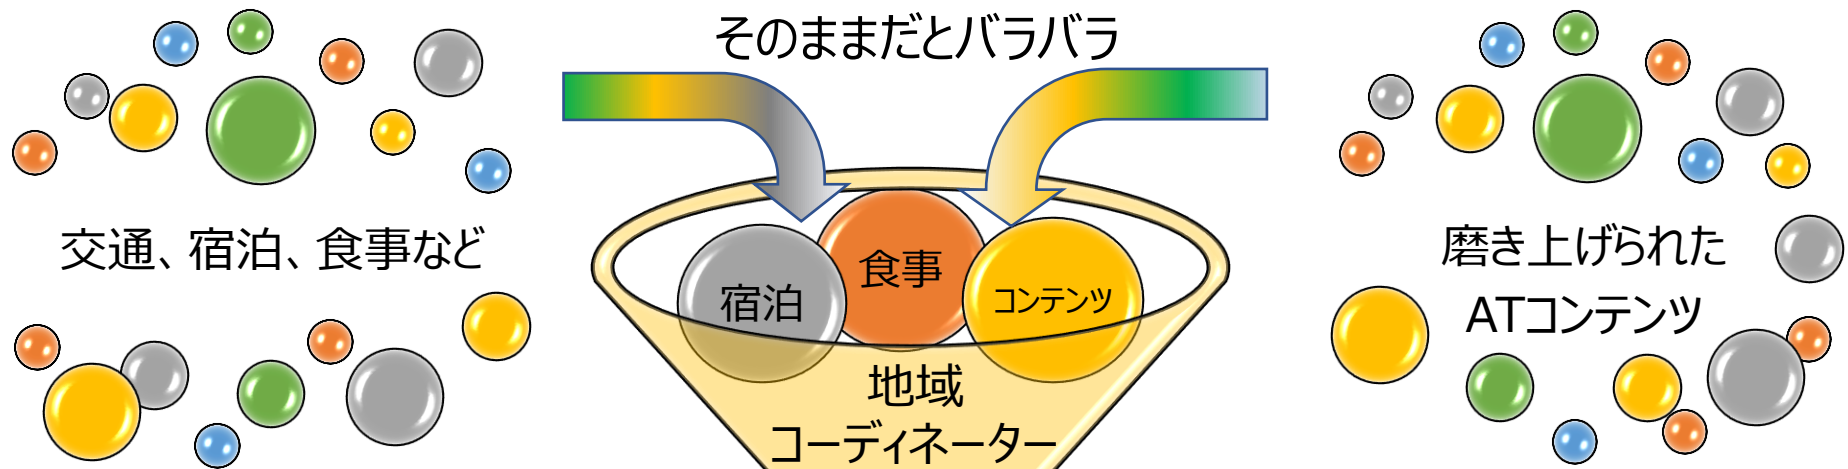 そのままだとバラバラ
交通、宿泊、食事など
宿泊
食事
コンテンツ
地域
コーディネーター
磨き上げられた
ATコンテンツ